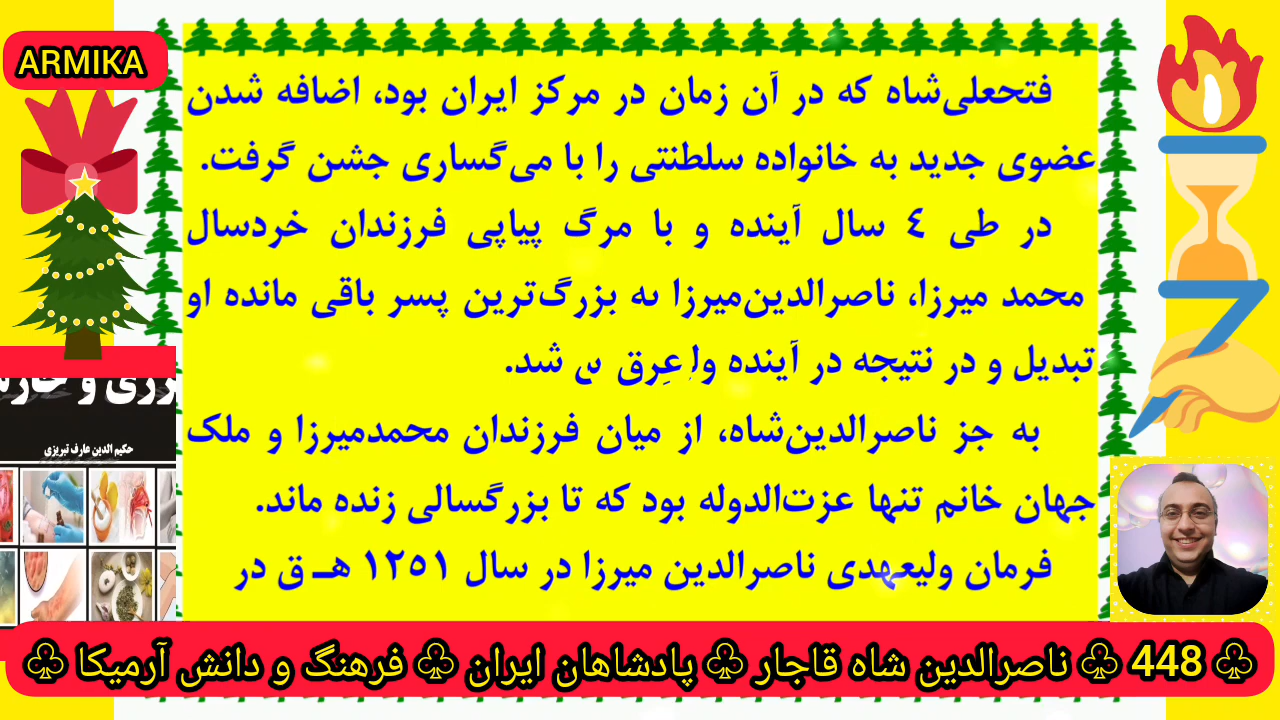 ARMIKA
فتحعلی‌شاه که در آن زمان در مرکز ایران بود، اضافه شدن
عضوی جدید به خانواده سلطنتی را با می‌گساری جشن گرفت.
در طی ٤ سال آینده و با مرگ پیاپی فرزندان خردسال
محمد میرزا، ناصرالدین‌میرزا به بزرگ‌ترین پسر باقی مانده او
تبدیل و در نتیجه در آینده شد.
به جز ناصرالدین‌شاه، از میان فرزندان محمدمیرزا و ملک
جهان خانم تنها عزت‌الدوله بود که تا بزرگسالی زنده ماند.
فرمان ولیعهدی ناصرالدین میرزا در سال ١٢٥١ هـ ق در
حکیم الدین عارف تبریزی
♧ 448 ♧ ناصرالدین شاه قاجار ♧ پادشاهان ایران ♧ فرهنگ و دانش آرمیکا ♧